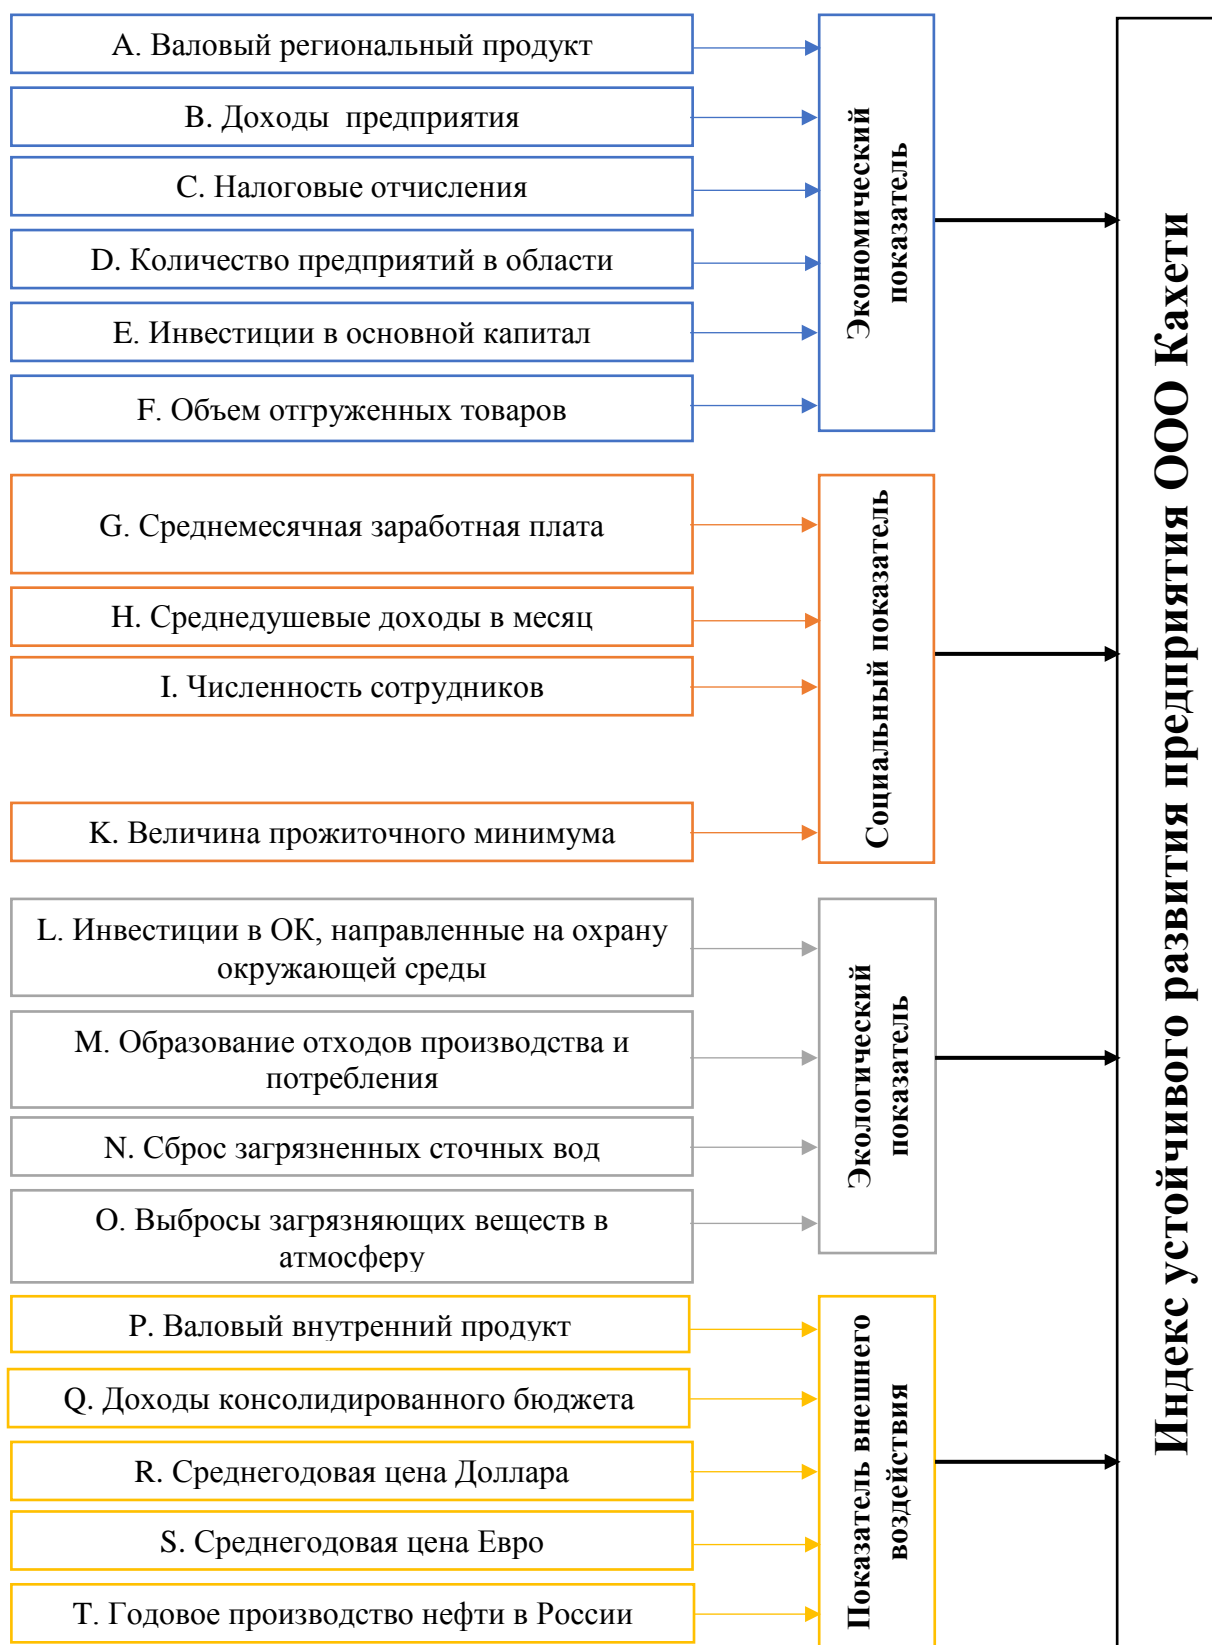 A. Валовый региональный продукт
B. Доходы предприятия
C. Налоговые отчисления
D. Количество предприятий в области
E. Инвестиции в основной капитал
F. Объем отгруженных товаров
Экономический
показатель
G. Среднемесячная заработная плата
H. Среднедушевые доходы в месяц
I. Численность сотрудников
K. Величина прожиточного минимума
Социальный показатель
L. Инвестиции в ОК, направленные на охрану
окружающей среды
M. Образование отходов производства и
потребления
N. Сброс загрязненных сточных вод
O. Выбросы загрязняющих веществ в
атмосферу
Экологический
показатель
P. Валовый внутренний продукт
Q. Доходы консолидированного бюджета
R. Среднегодовая цена Доллара
S. Среднегодовая цена Евро
T. Годовое производство нефти в России
Показатель внешнего
воздействия
Индекс устойчивого развития предприятия ООО Кахети